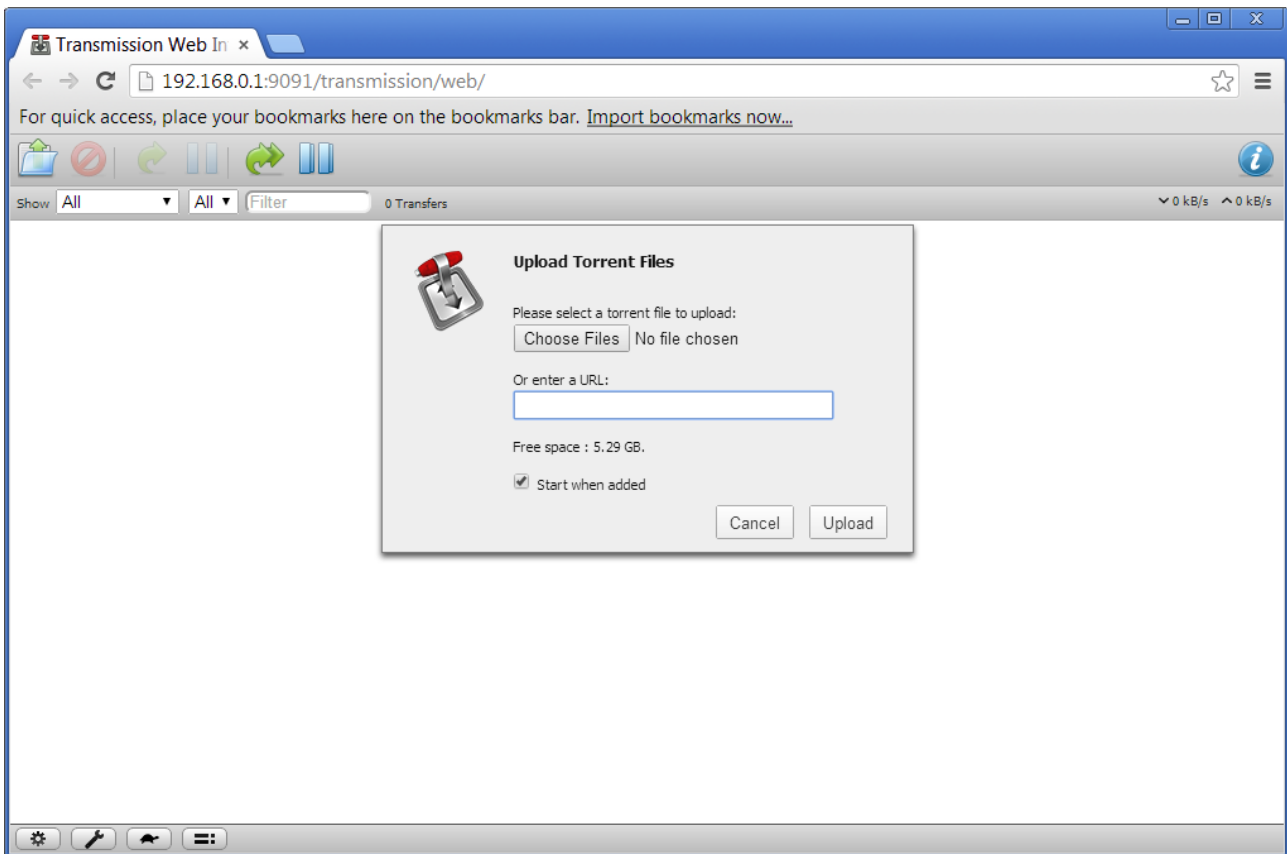 Transmission Web In
192.168.0.1:9091/transmission/web/
For quick access, place your bookmarks here on the bookmarks bar. Import bookmarks now...
Show All All Filter 0 Transfers 0 kB/s 0 kB/s
Upload Torrent Files
Please select a torrent file to upload:
Choose Files No file chosen
Or enter a URL:
Free space : 5.29 GB.
Start when added
Cancel Upload